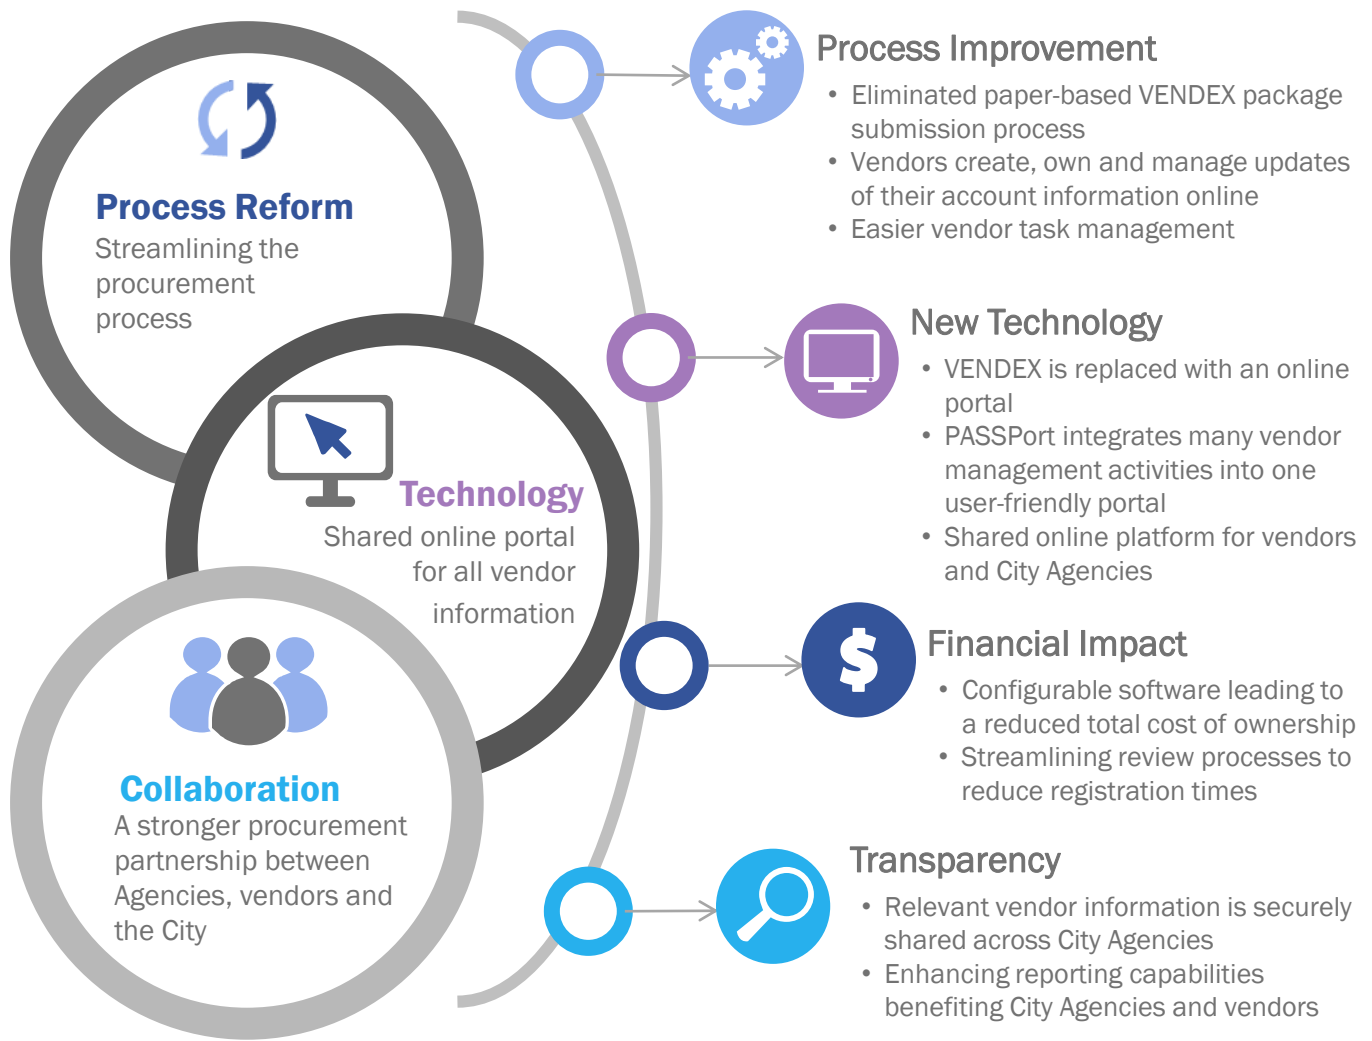 Process Reform
Streamlining the
procurement
process
Technology
Shared online portal
for all vendor
information
Collaboration
A stronger procurement
partnership between
Agencies, vendors and
the City
Process Improvement
• Eliminated paper-based VENDEX package
submission process
• Vendors create, own and manage updates
of their account information online
• Easier vendor task management
New Technology
• VENDEX is replaced with an online
portal
• PASSPort integrates many vendor
management activities into one
user-friendly portal
• Shared online platform for vendors
and City Agencies
$
Financial Impact
• Configurable software leading to
a reduced total cost of ownership
• Streamlining review processes to
reduce registration times
Transparency
• Relevant vendor information is securely
shared across City Agencies
• Enhancing reporting capabilities
benefiting City Agencies and vendors